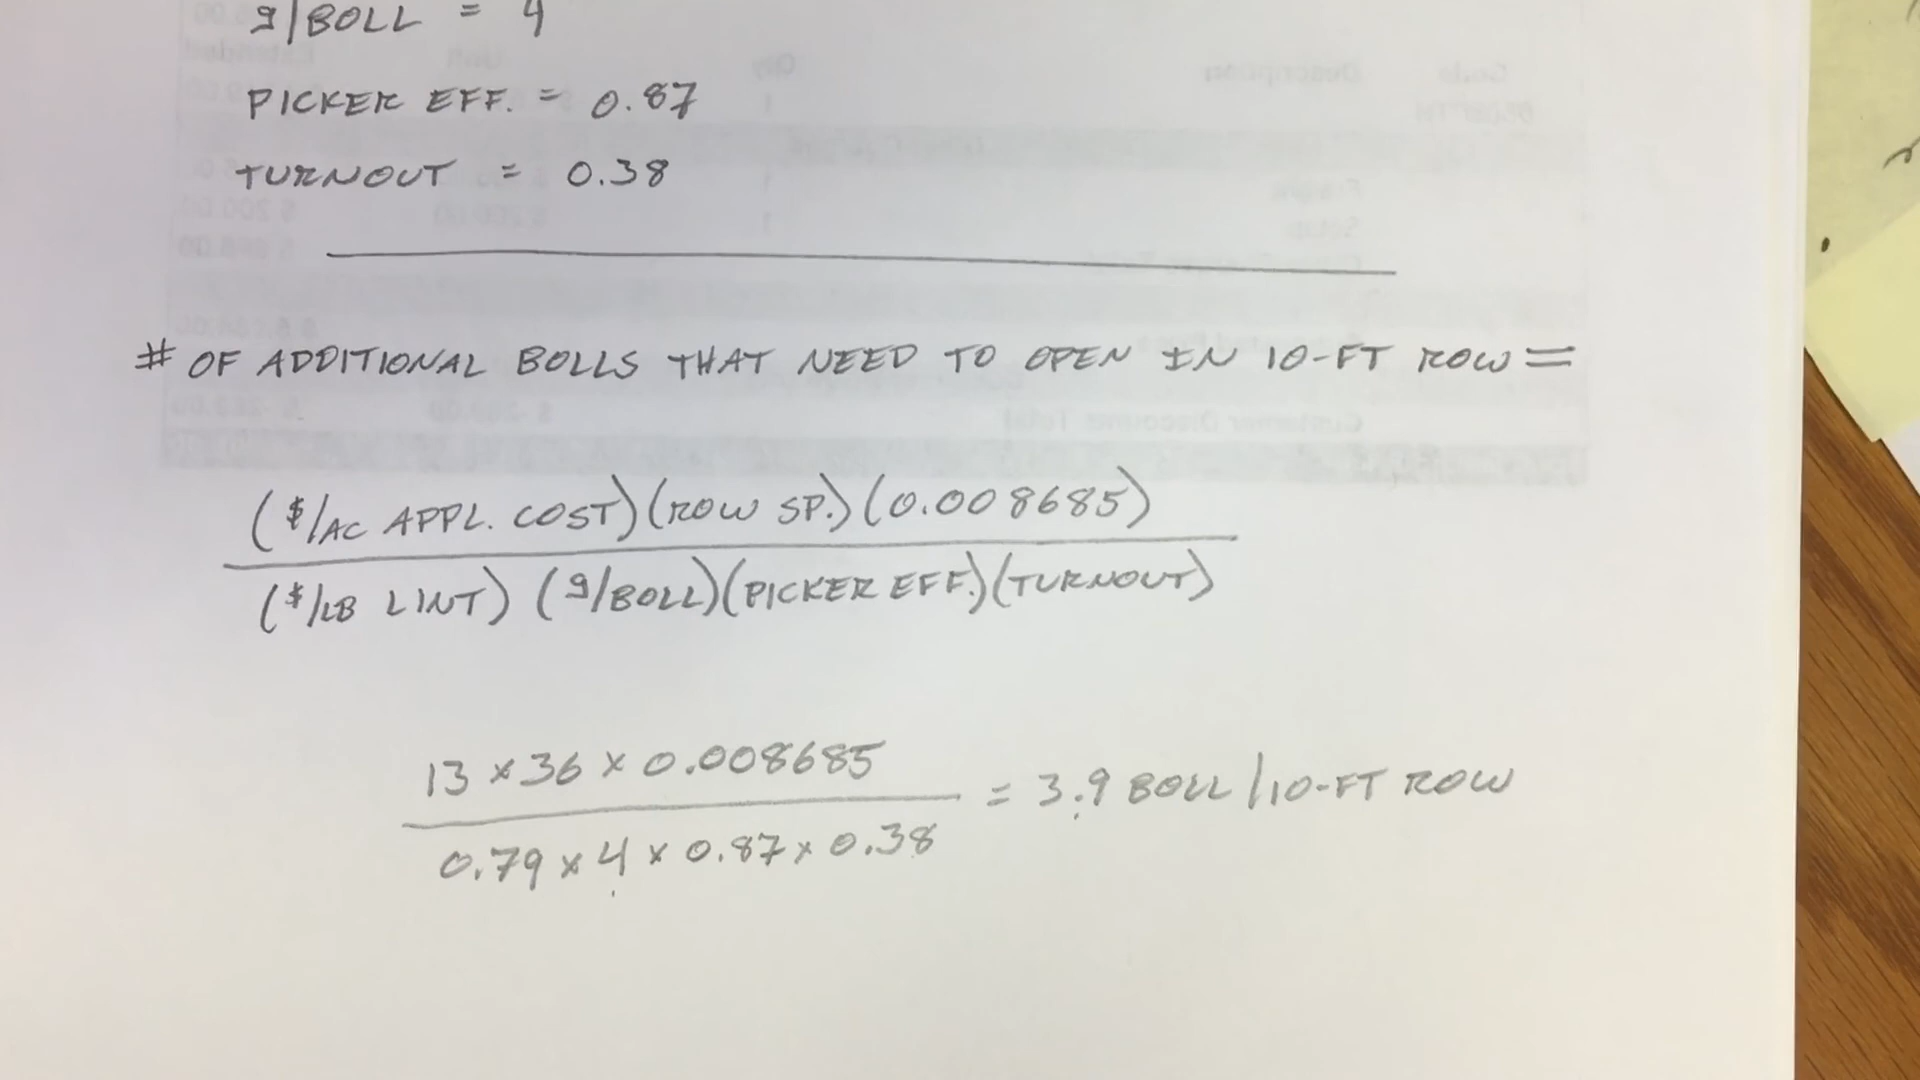 g/BOLL = 4
PICKER EFF. = 0.87
TURNOUT = 0.38
# OF ADDITIONAL BOLLS THAT NEED TO OPEN IN 10-FT ROW =
($/AC APPL. COST)(ROW SP.)(0.008685)
($/LB LINT) (g/BOLL)(PICKER EFF.)(TURNOUT)
13 × 36 × 0.008685
0.79 × 4 × 0.87 × 0.38
= 3.9 BOLL/10-FT ROW